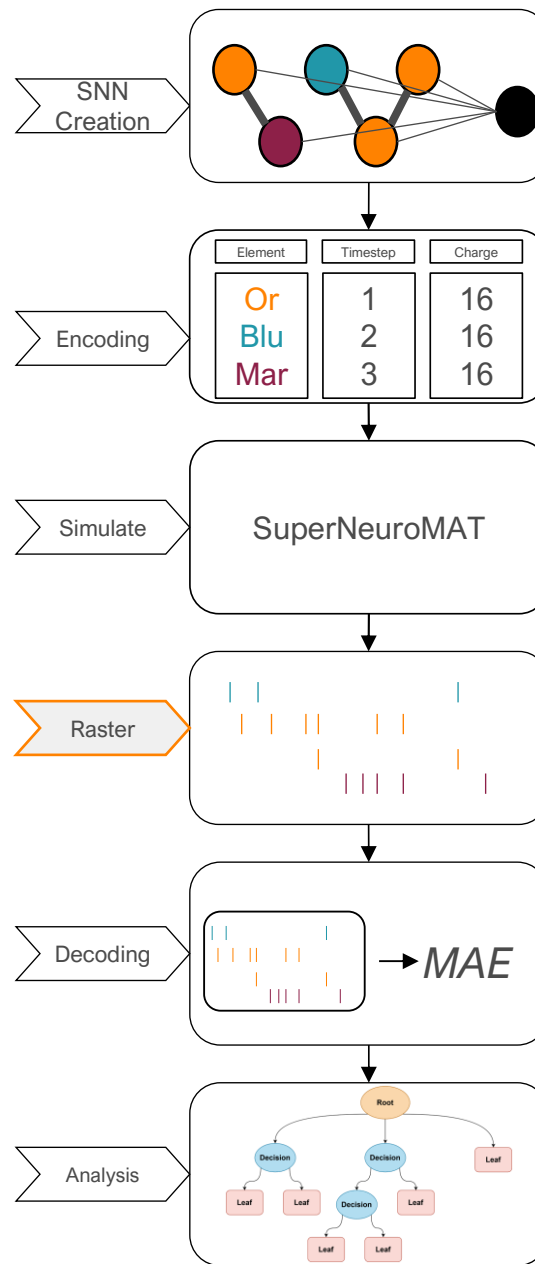 SNN
Creation
Encoding
Element Timestep Charge
Or 1 16
Blu 2 16
Mar 3 16
Simulate
SuperNeuroMAT
Raster
Decoding
MAE
Analysis
Root
Decision Decision Leaf
Leaf Leaf Decision Leaf
Leaf Leaf